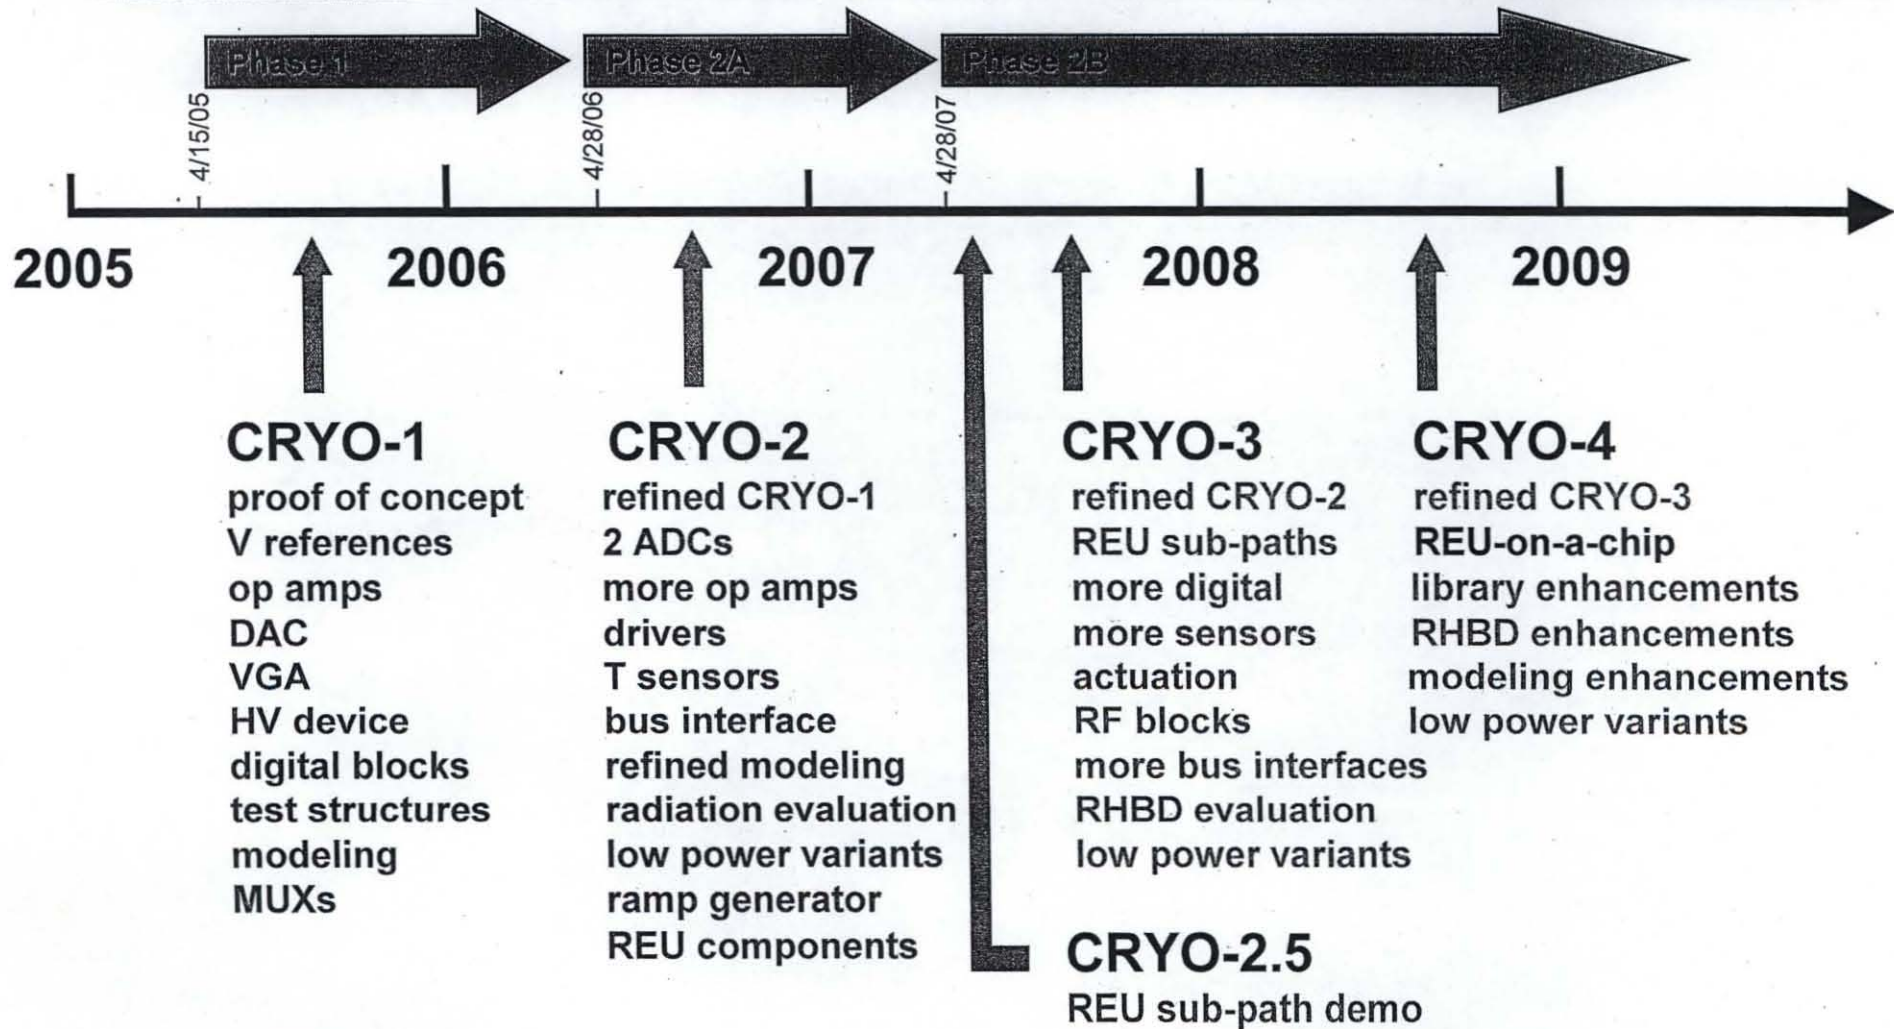 Phase 1
Phase 2A
Phase 2B
4/15/05
4/28/06
4/28/07
2005
2006
2007
2008
2009
CRYO-1
proof of concept
V references
op amps
DAC
VGA
HV device
digital blocks
test structures
modeling
MUXs
CRYO-2
refined CRYO-1
2 ADCs
more op amps
drivers
T sensors
bus interface
refined modeling
radiation evaluation
low power variants
ramp generator
REU components
CRYO-3
refined CRYO-2
REU sub-paths
more digital
more sensors
actuation
RF blocks
more bus interfaces
RHBD evaluation
low power variants
CRYO-4
refined CRYO-3
REU-on-a-chip
library enhancements
RHBD enhancements
modeling enhancements
low power variants
CRYO-2.5
REU sub-path demo